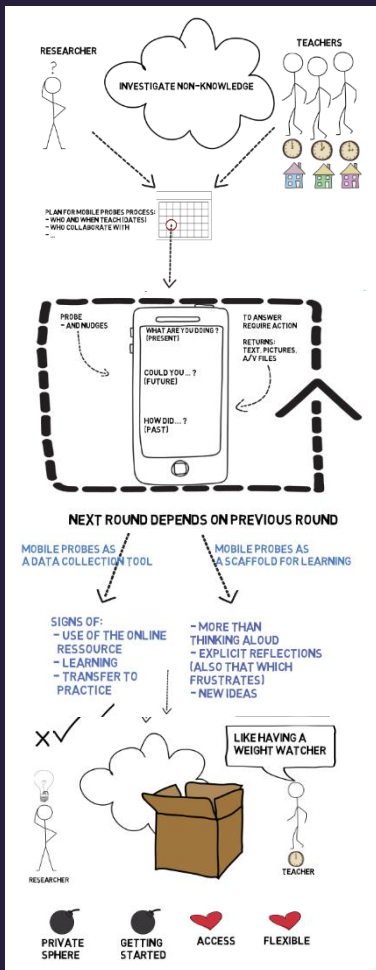 RESEARCHER
?
INVESTIGATE NON-KNOWLEDGE
TEACHERS
PLAN FOR MOBILE PROBES PROCESS:
- WHO AND WHEN TEACH (DATES)
- WHO COLLABORATE WITH
- ...
PROBE
- AND NUDGES
WHAT ARE YOU DOING ?
(PRESENT)
COULD YOU... ?
(FUTURE)
HOW DID... ?
(PAST)
TO ANSWER
REQUIRE ACTION
RETURNS:
TEXT, PICTURES,
A/V FILES
NEXT ROUND DEPENDS ON PREVIOUS ROUND
MOBILE PROBES AS
A DATA COLLECTION TOOL
MOBILE PROBES AS
A SCAFFOLD FOR LEARNING
SIGNS OF:
- USE OF THE ONLINE
RESSOURCE
- LEARNING
- TRANSFER TO
PRACTICE
- MORE THAN
THINKING ALOUD
- EXPLICIT REFLECTIONS
(ALSO THAT WHICH
FRUSTRATES)
- NEW IDEAS
LIKE HAVING A
WEIGHT WATCHER
RESEARCHER
TEACHER
PRIVATE
SPHERE
GETTING
STARTED
ACCESS
FLEXIBLE